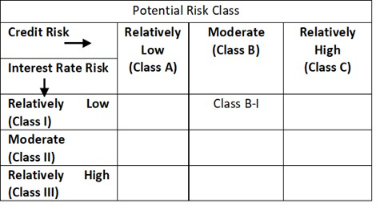 Potential Risk Class
Credit Risk
Relatively
Low
(Class A)
Moderate
(Class B)
Relatively
High
(Class C)
Interest Rate Risk
Relatively Low
(Class I)
Class B-I
Moderate
(Class II)
Relatively High
(Class III)